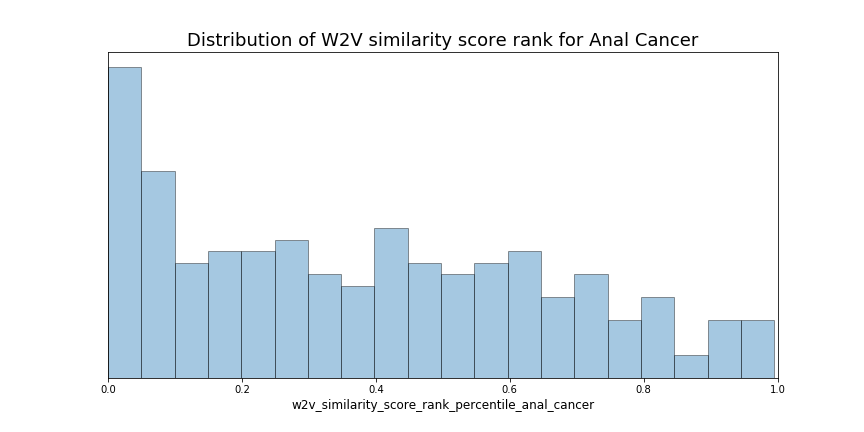 Distribution of W2V similarity score rank for Anal Cancer
0.0 0.2 0.4 0.6 0.8 1.0
w2v_similarity_score_rank_percentile_anal_cancer